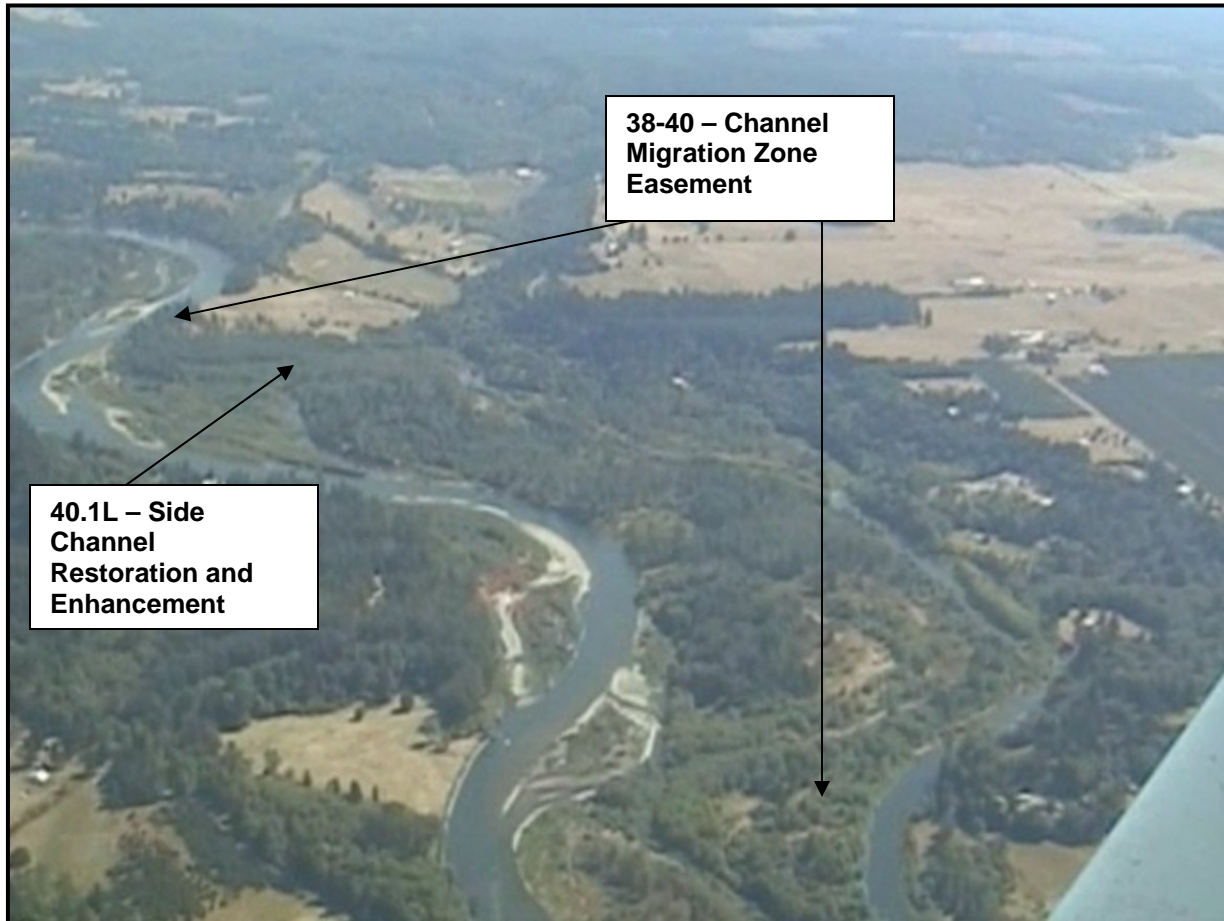 38-40 – Channel
Migration Zone
Easement
40.1L – Side
Channel
Restoration and
Enhancement